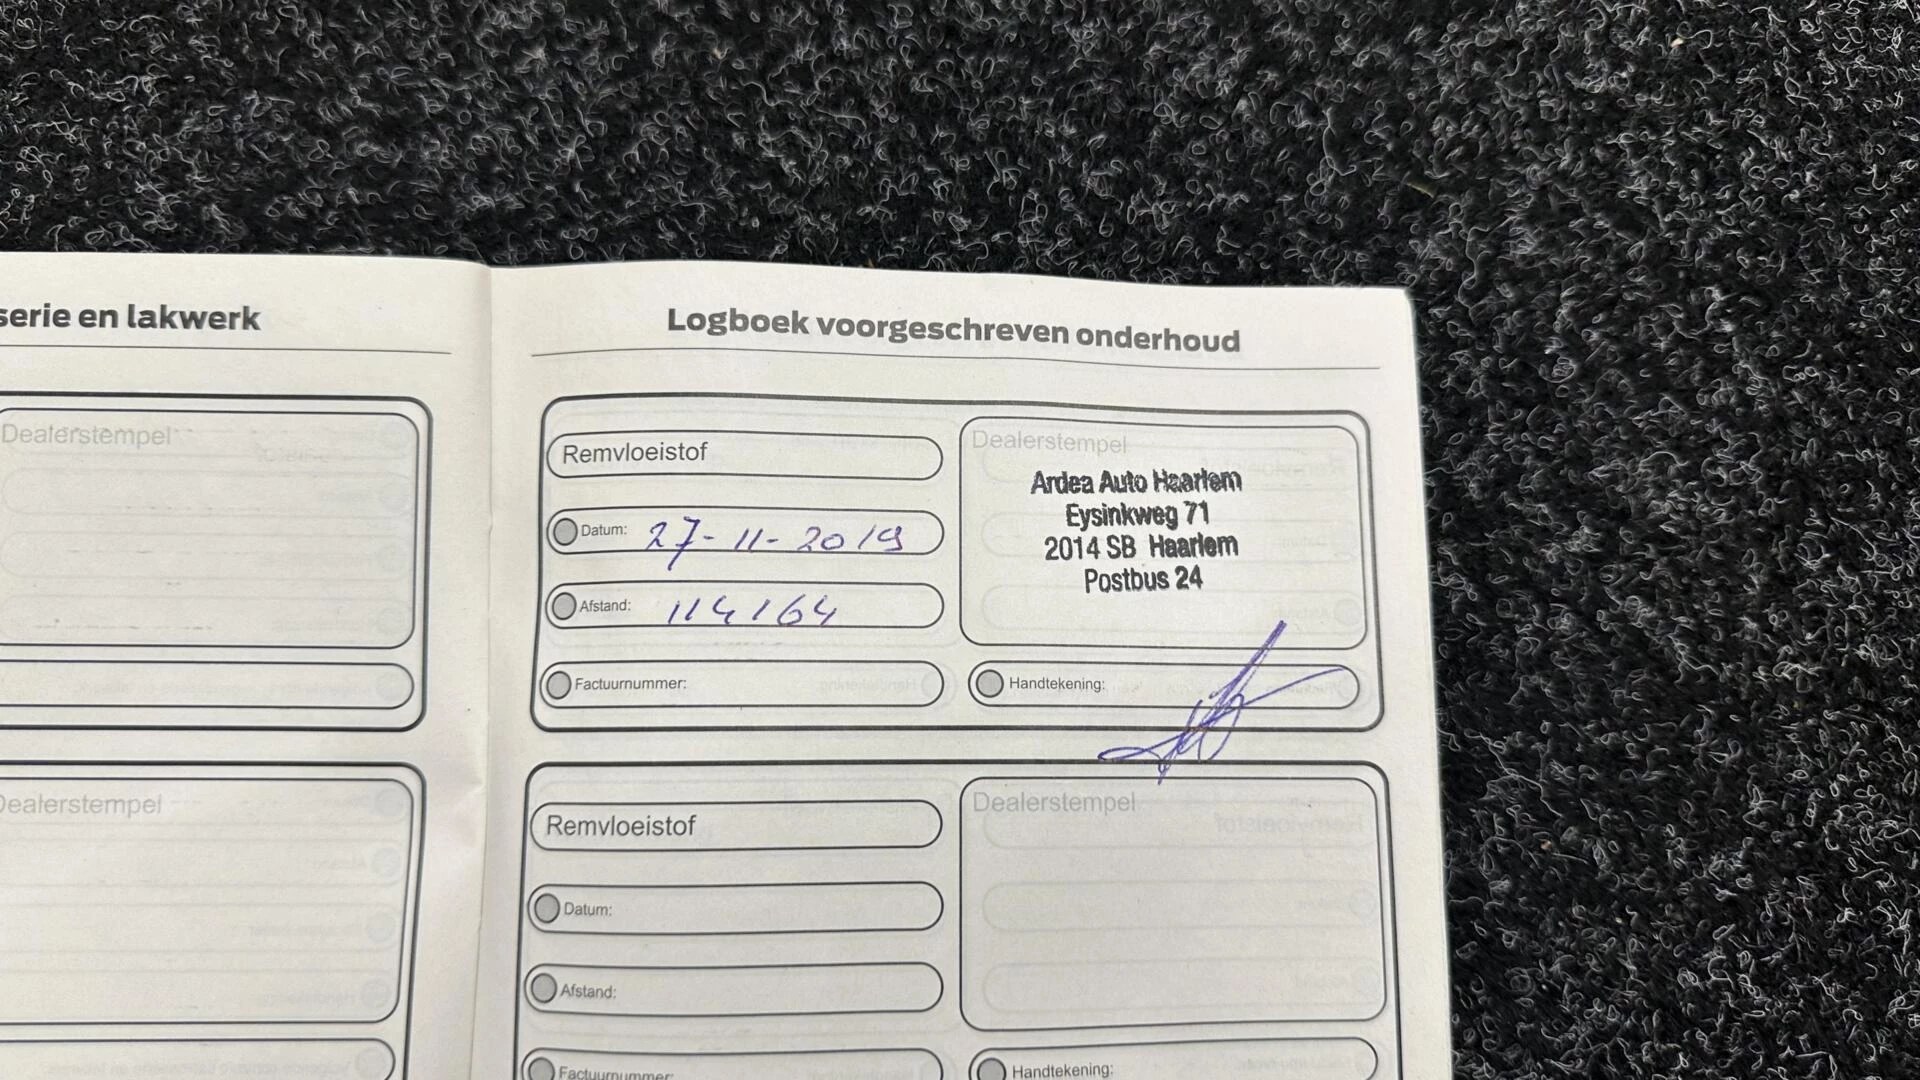 serie en lakwerk
Dealerstempel
Dealerstempel
Logboek voorgeschreven onderhoud
Remvloeistof
Datum: 27-11-2019
Afstand: 114164
Factuurnummer:
Dealerstempel
Ardea Auto Haarlem
Eysinkweg 71
2014 SB Haarlem
Postbus 24
Handtekening:
Remvloeistof
Datum:
Afstand:
Factuurnummer:
Dealerstempel
Handtekening: